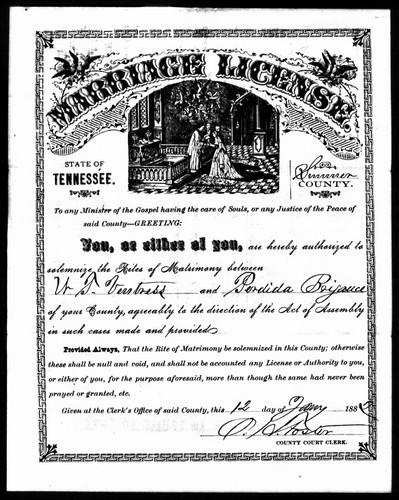 MARRIAGE LICENSE.
STATE OF
TENNESSEE.
Sumner
COUNTY.
To any Minister of the Gospel having the care of Souls, or any Justice of the Peace of
said County—GREETING:
You, or either of you, are hereby authorized to
solemnize the Rites of Matrimony between
W T. Verstress and Perdida
of your County, agreeably to the direction of the Act of Assembly
in such cases made and provided.
Provided Always, That the Rite of Matrimony be solemnized in this County; otherwise
these shall be null and void, and shall not be accounted any License or Authority to you,
or either of you, for the purpose aforesaid, more than though the same had never been
prayed or granted, etc.
Given at the Clerk's Office of said County, this 12 day of 188
Foster
COUNTY COURT CLERK.